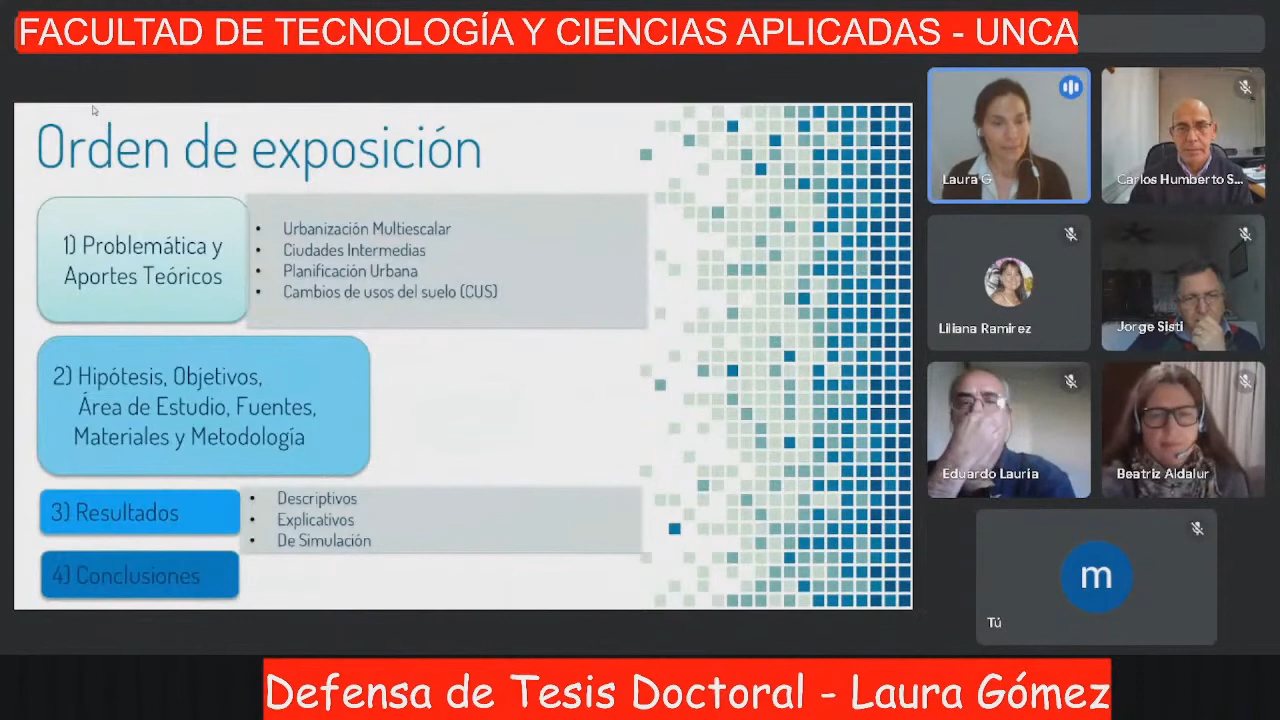 FACULTAD DE TECNOLOGÍA Y CIENCIAS APLICADAS - UNCA
Orden de exposición
1) Problemática y
Aportes Teóricos
• Urbanización Multiescalar
• Ciudades Intermedias
• Planificación Urbana
• Cambios de usos del suelo (CUS)
2) Hipótesis, Objetivos,
Área de Estudio, Fuentes,
Materiales y Metodología
3) Resultados
• Descriptivos
• Explicativos
• De Simulación
4) Conclusiones
Laura G
Carlos Humberto S...
Liliana Ramirez
Jorge Sisti
Eduardo Lauría
Beatriz Aldalur
m
Tú
Defensa de Tesis Doctoral - Laura Gómez